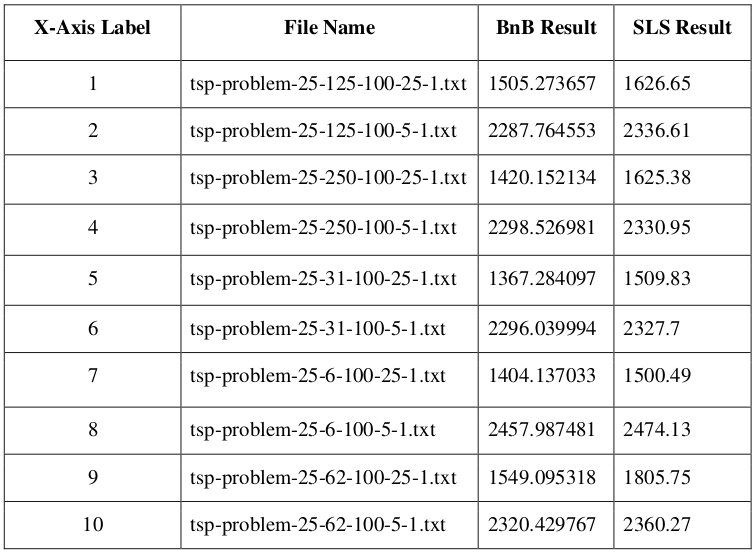 X-Axis Label File Name BnB Result SLS Result
1 tsp-problem-25-125-100-25-1.txt 1505.273657 1626.65
2 tsp-problem-25-125-100-5-1.txt 2287.764553 2336.61
3 tsp-problem-25-250-100-25-1.txt 1420.152134 1625.38
4 tsp-problem-25-250-100-5-1.txt 2298.526981 2330.95
5 tsp-problem-25-31-100-25-1.txt 1367.284097 1509.83
6 tsp-problem-25-31-100-5-1.txt 2296.039994 2327.7
7 tsp-problem-25-6-100-25-1.txt 1404.137033 1500.49
8 tsp-problem-25-6-100-5-1.txt 2457.987481 2474.13
9 tsp-problem-25-62-100-25-1.txt 1549.095318 1805.75
10 tsp-problem-25-62-100-5-1.txt 2320.429767 2360.27